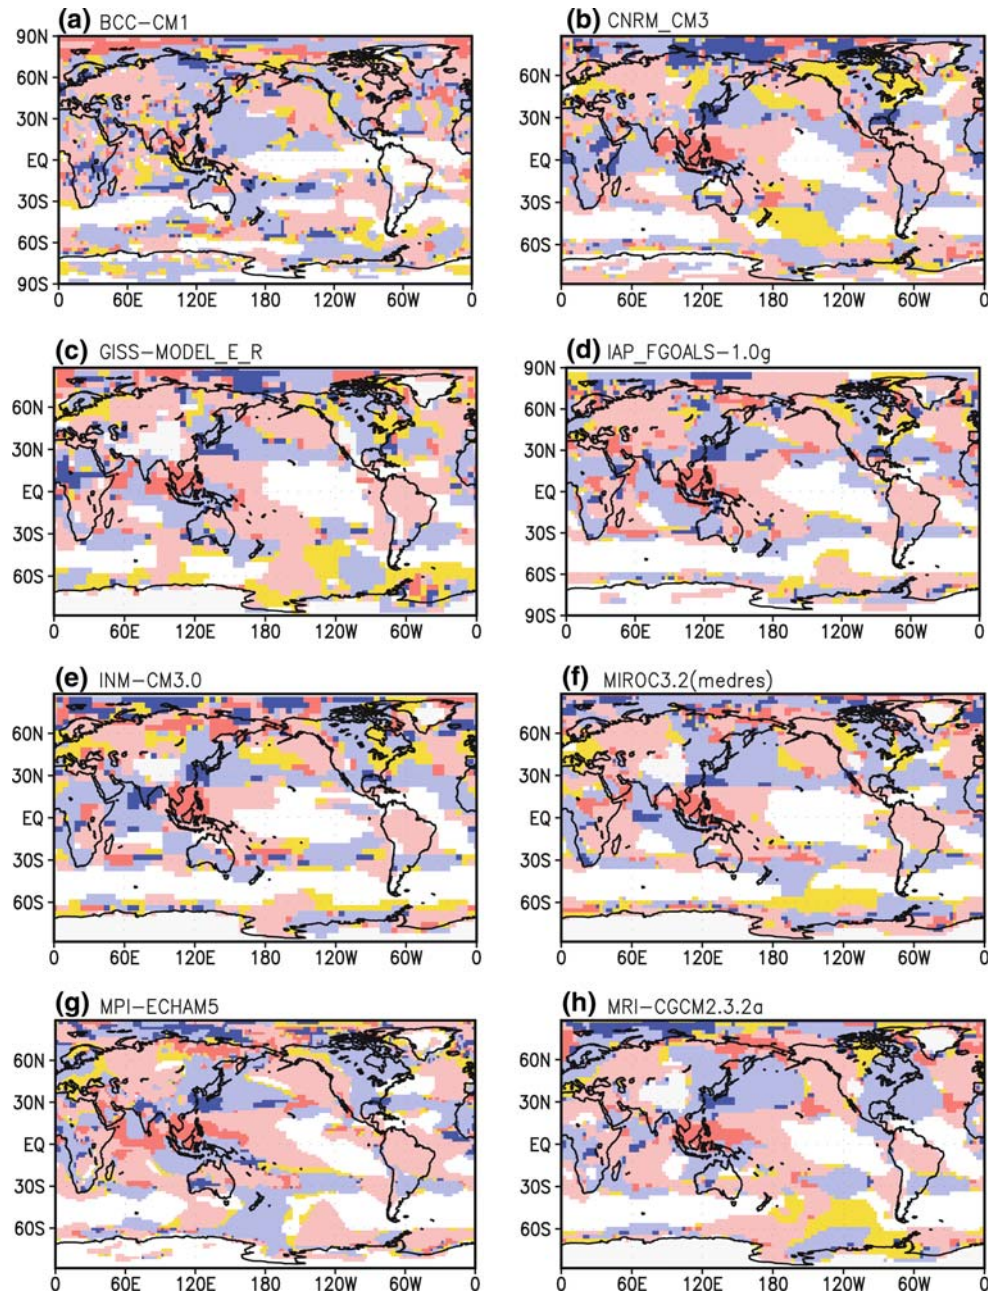 (a) BCC-CM1
90N
60N
30N
EQ
30S
60S
90S
0 60E 120E 180 120W 60W 0
(b) CNRM_CM3
60N
30N
EQ
30S
60S
0 60E 120E 180 120W 60W 0
(c) GISS-MODEL_E_R
60N
30N
EQ
30S
60S
0 60E 120E 180 120W 60W 0
(d) IAP_FGOALS-1.0g
90N
60N
30N
EQ
30S
60S
90S
0 60E 120E 180 120W 60W 0
(e) INM-CM3.0
60N
30N
EQ
30S
60S
0 60E 120E 180 120W 60W 0
(f) MIROC3.2(medres)
60N
30N
EQ
30S
60S
0 60E 120E 180 120W 60W 0
(g) MPI-ECHAM5
60N
30N
EQ
30S
60S
0 60E 120E 180 120W 60W 0
(h) MRI-CGCM2.3.2a
60N
30N
EQ
30S
60S
0 60E 120E 180 120W 60W 0